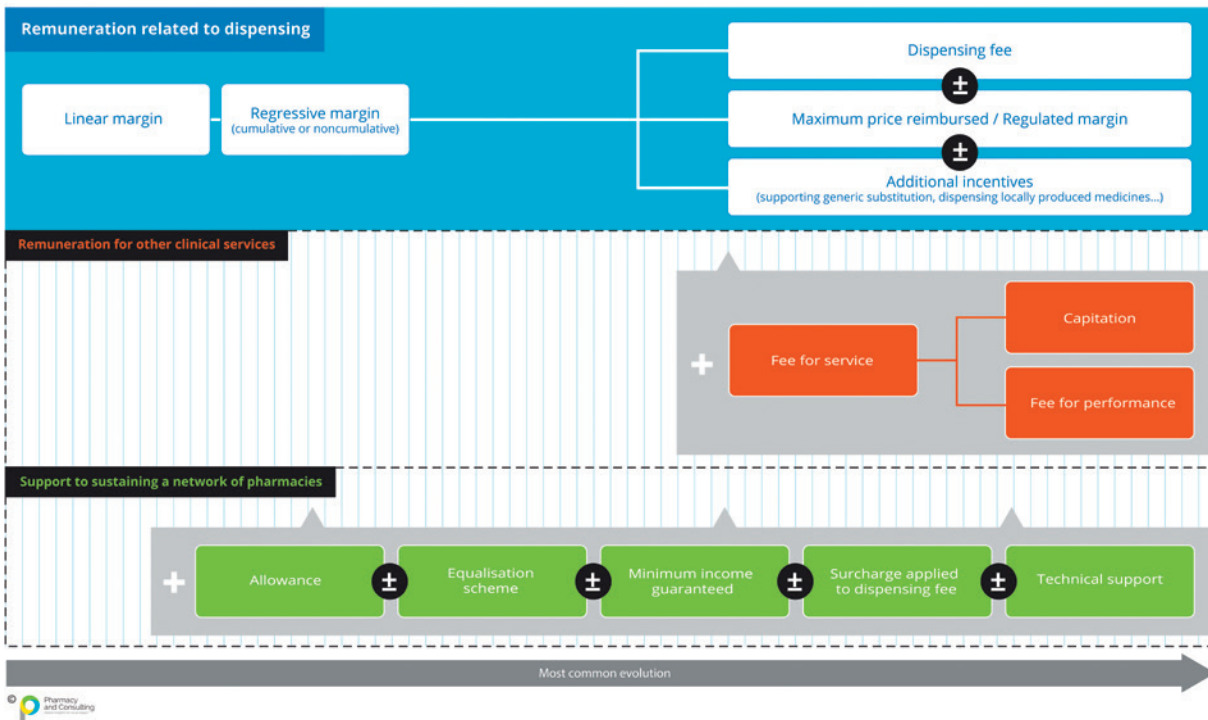 Remuneration related to dispensing
Linear margin
Regressive margin
(cumulative or noncumulative)
Dispensing fee
±
Maximum price reimbursed / Regulated margin
±
Additional incentives
(supporting generic substitution, dispensing locally produced medicines...)
Remuneration for other clinical services
+
Fee for service
Capitation
Fee for performance
Support to sustaining a network of pharmacies
+
Allowance
±
Equalisation
scheme
±
Minimum income
guaranteed
±
Surcharge applied
to dispensing fee
±
Technical support
Most common evolution
©
Pharmacy
and Consulting